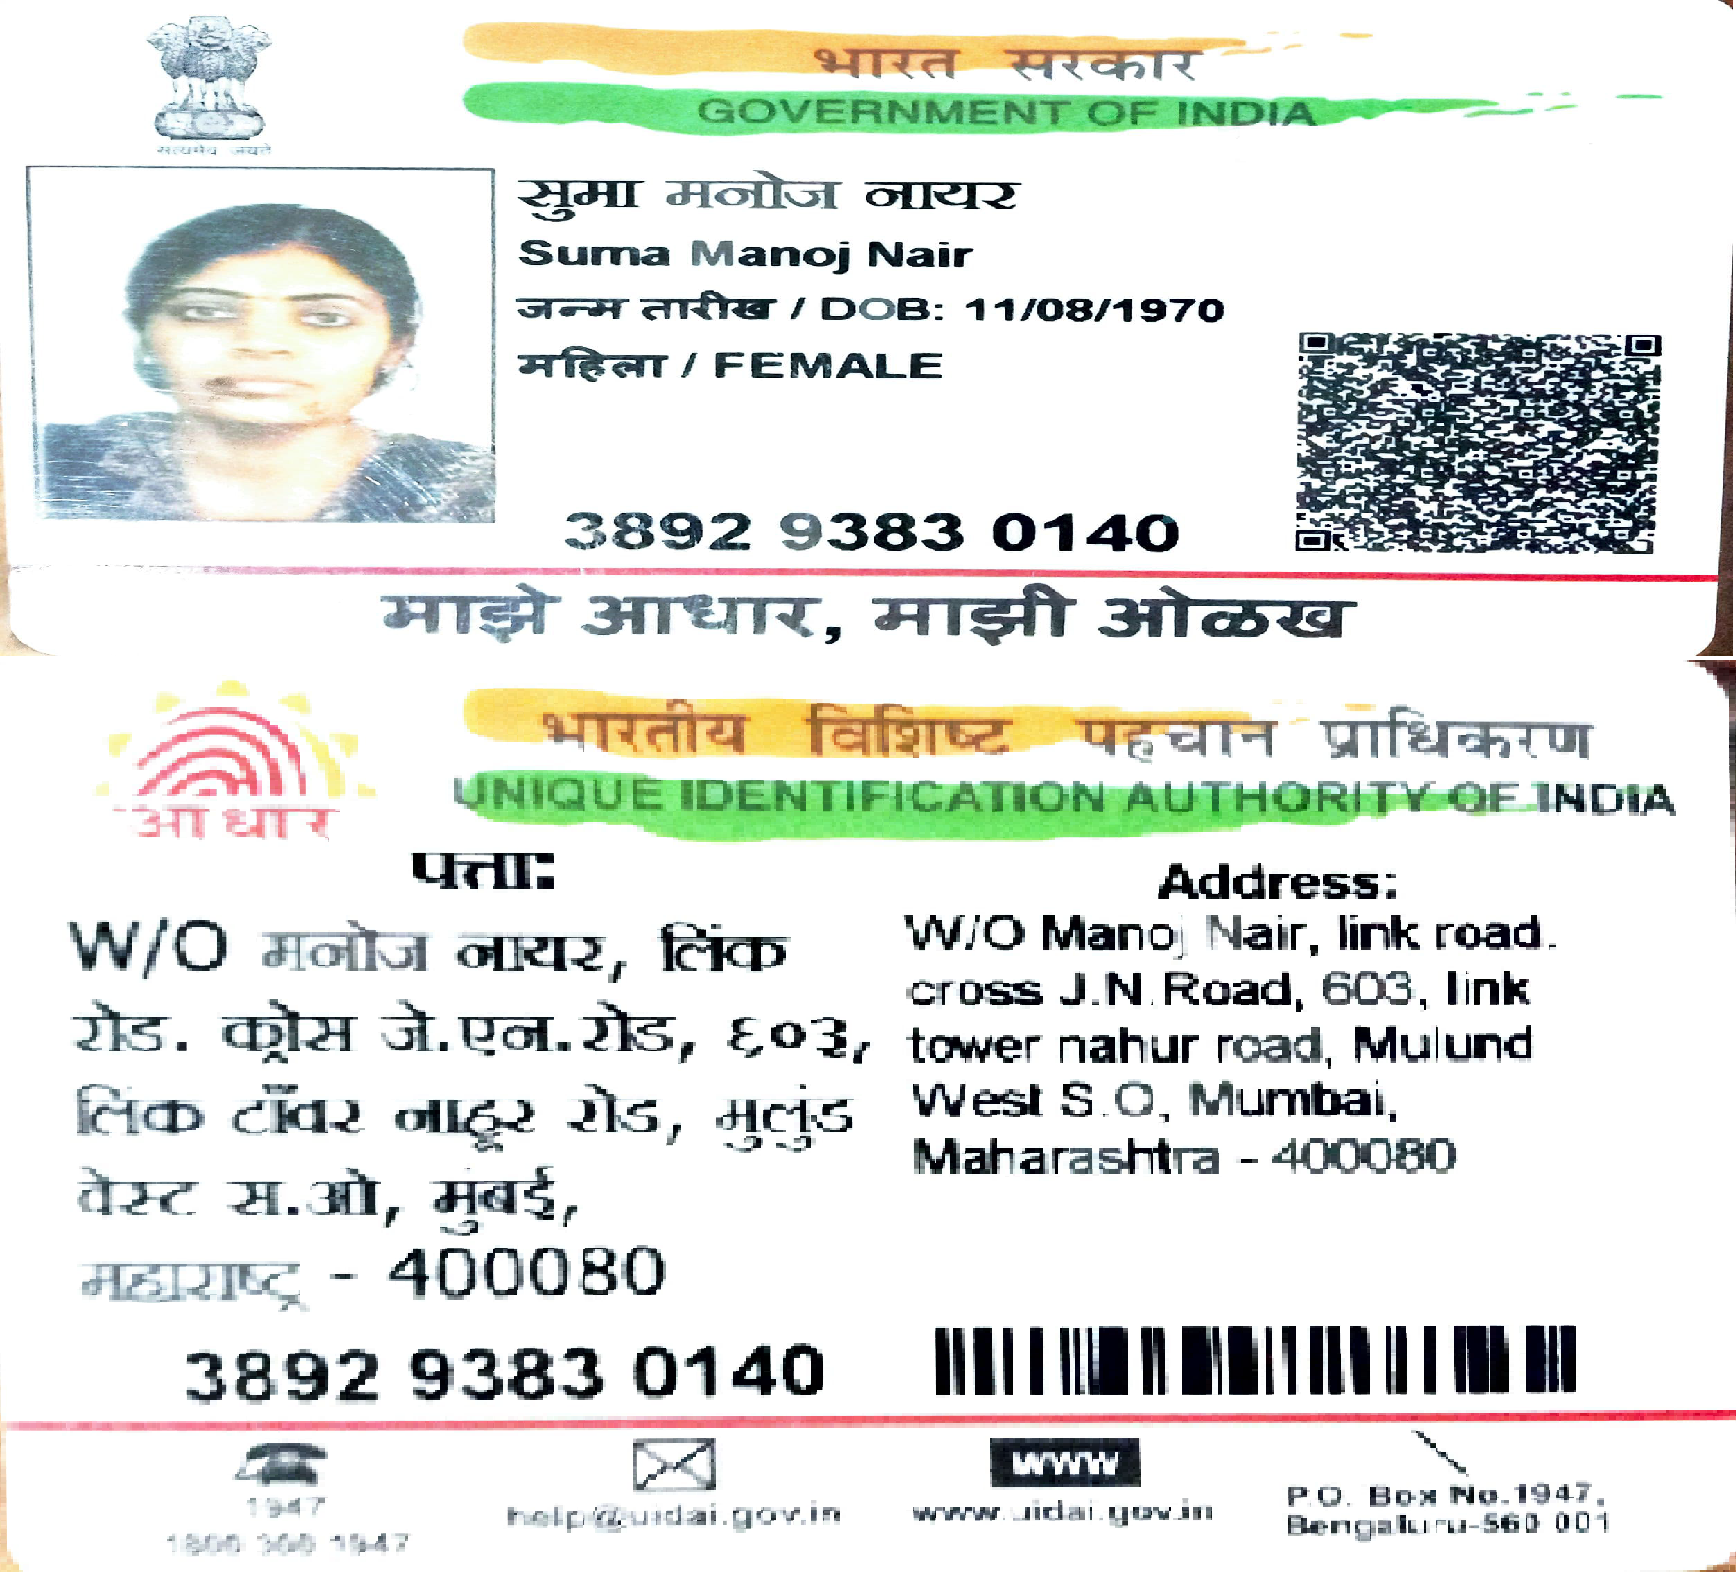 भारत सरकार
GOVERNMENT OF INDIA
सत्यमेव जयते
सुमा मनोज नायर
Suma Manoj Nair
जन्म तारीख / DOB: 11/08/1970
महिला / FEMALE
3892 9383 0140
माझे आधार, माझी ओळख
भारतीय विशिष्ट पहचान प्राधिकरण
UNIQUE IDENTIFICATION AUTHORITY OF INDIA
आधार
पत्ता:
W/O मनोज नायर, लिंक
रोड. क्रोस जे.एन.रोड, ६०३,
लिंक टॉवर नाहूर रोड, मुलुंड
वेस्ट स.ओ, मुंबई,
महाराष्ट्र - 400080
Address:
W/O Manoj Nair, link road.
cross J.N.Road, 603, link
tower nahur road, Mulund
West S.O, Mumbai,
Maharashtra - 400080
3892 9383 0140
1947
1800 300 1947
help@uidai.gov.in
www
www.uidai.gov.in
P.O. Box No.1947,
Bengaluru-560 001